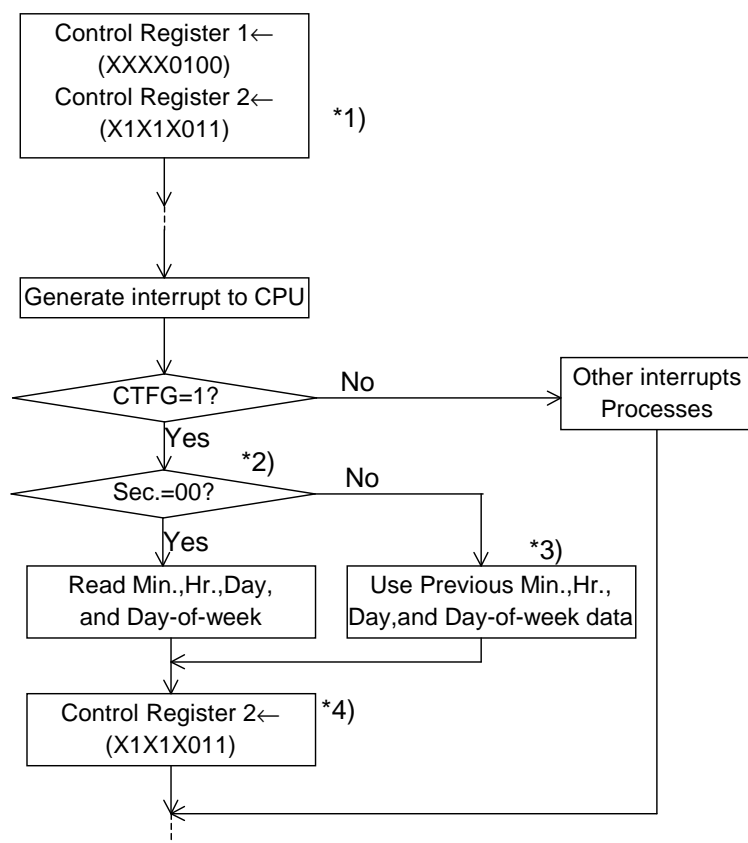 Control Register 1←
(XXXX0100)
Control Register 2←
(X1X1X011)
*1)
Generate interrupt to CPU
CTFG=1?
No
Other interrupts
Processes
Yes
*2)
Sec.=00?
No
Yes
*3)
Read Min.,Hr.,Day,
and Day-of-week
Use Previous Min.,Hr.,
Day,and Day-of-week data
Control Register 2←
(X1X1X011)
*4)